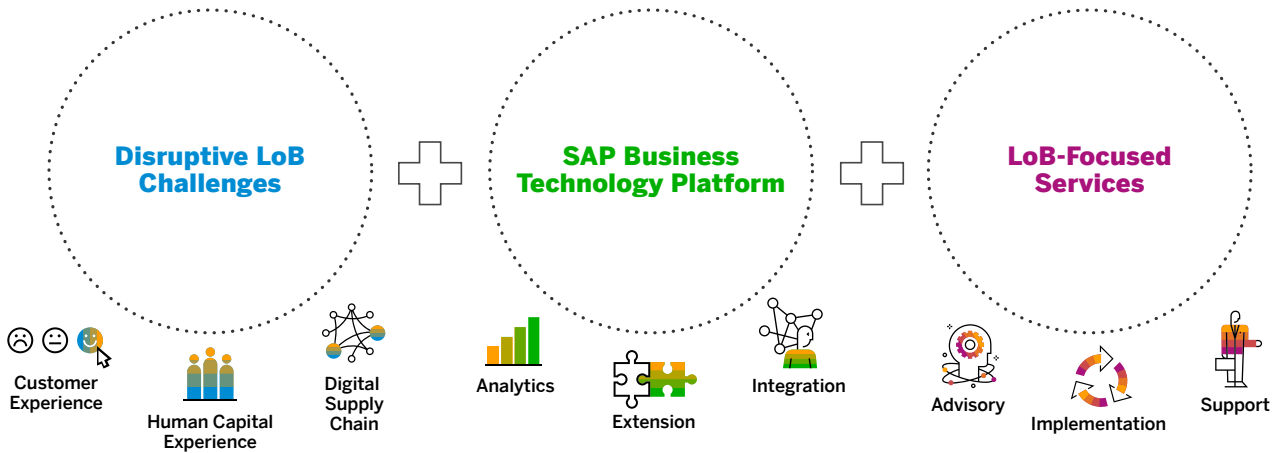 Disruptive LoB
Challenges
SAP Business
Technology Platform
LoB-Focused
Services
Customer
Experience
Human Capital
Experience
Digital
Supply
Chain
Analytics
Extension
Integration
Advisory
Implementation
Support